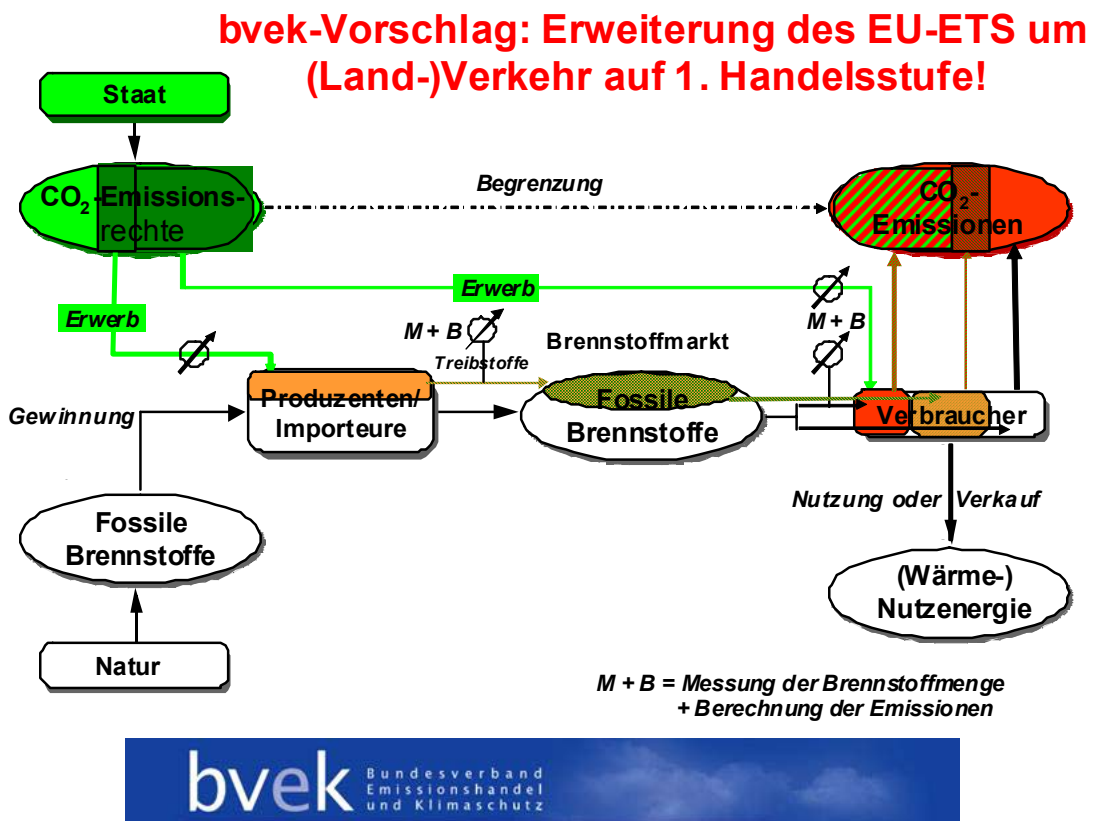 bvek-Vorschlag: Erweiterung des EU-ETS um
(Land-)Verkehr auf 1. Handelsstufe!
Staat
CO2-Emissions-
rechte
Begrenzung
CO2-
Emissionen
Erwerb
Erwerb
M + B
Treibstoffe
Brennstoffmarkt
M + B
Gewinnung
Produzenten/
Importeure
Fossile
Brennstoffe
Verbraucher
Nutzung oder Verkauf
Fossile
Brennstoffe
(Wärme-)
Nutzenergie
Natur
M + B = Messung der Brennstoffmenge
+ Berechnung der Emissionen
bvek
Bundesverband
Emissionshandel
und Klimaschutz